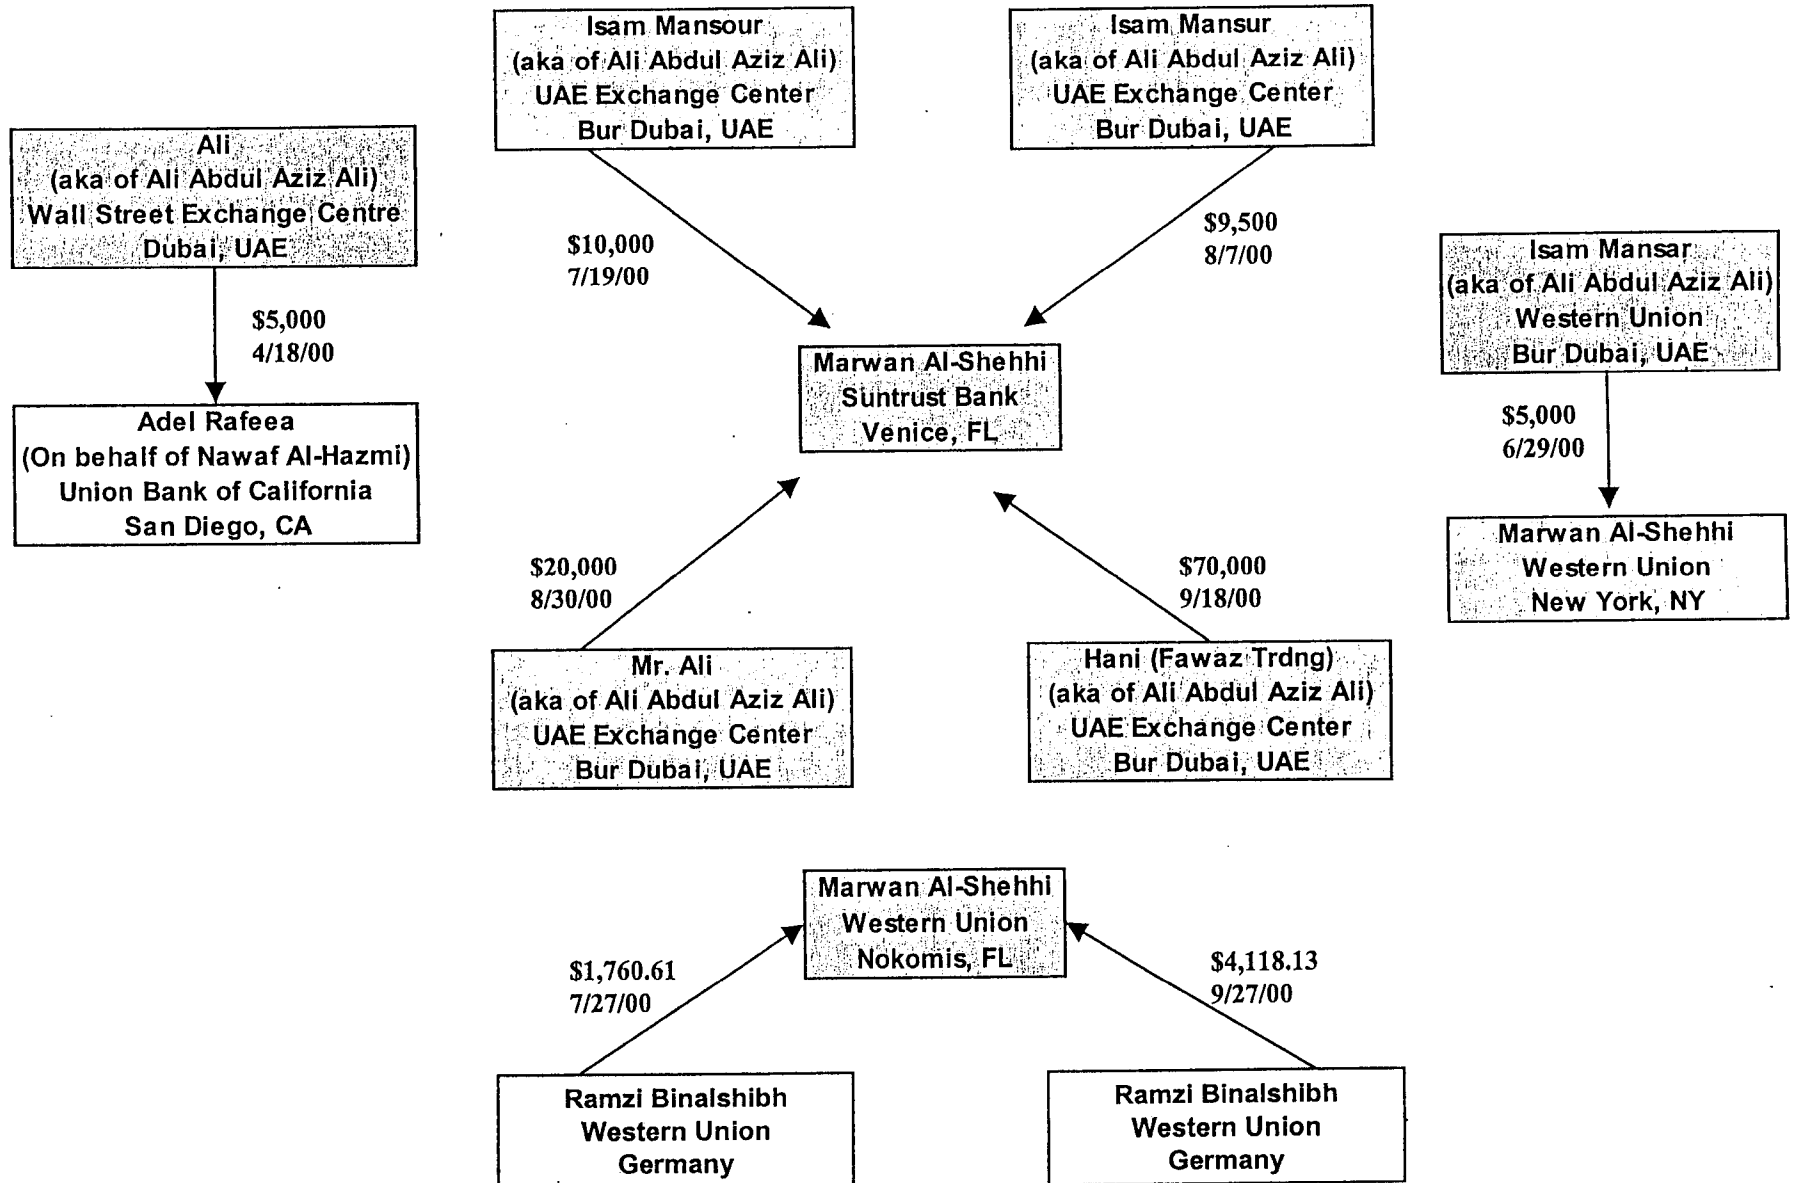 Isam Mansour
(aka of Ali Abdul Aziz Ali)
UAE Exchange Center
Bur Dubai, UAE
Isam Mansur
(aka of Ali Abdul Aziz Ali)
UAE Exchange Center
Bur Dubai, UAE
Ali
(aka of Ali Abdul Aziz Ali)
Wall Street Exchange Centre
Dubai, UAE
$10,000
7/19/00
$9,500
8/7/00
Isam Mansar
(aka of Ali Abdul Aziz Ali)
Western Union
Bur Dubai, UAE
$5,000
4/18/00
Marwan Al-Shehhi
Suntrust Bank
Venice, FL
$5,000
6/29/00
Adel Rafeea
(On behalf of Nawaf Al-Hazmi)
Union Bank of California
San Diego, CA
Marwan Al-Shehhi
Western Union
New York, NY
$20,000
8/30/00
$70,000
9/18/00
Mr. Ali
(aka of Ali Abdul Aziz Ali)
UAE Exchange Center
Bur Dubai, UAE
Hani (Fawaz Trdng)
(aka of Ali Abdul Aziz Ali)
UAE Exchange Center
Bur Dubai, UAE
Marwan Al-Shehhi
Western Union
Nokomis, FL
$1,760.61
7/27/00
$4,118.13
9/27/00
Ramzi Binalshibh
Western Union
Germany
Ramzi Binalshibh
Western Union
Germany